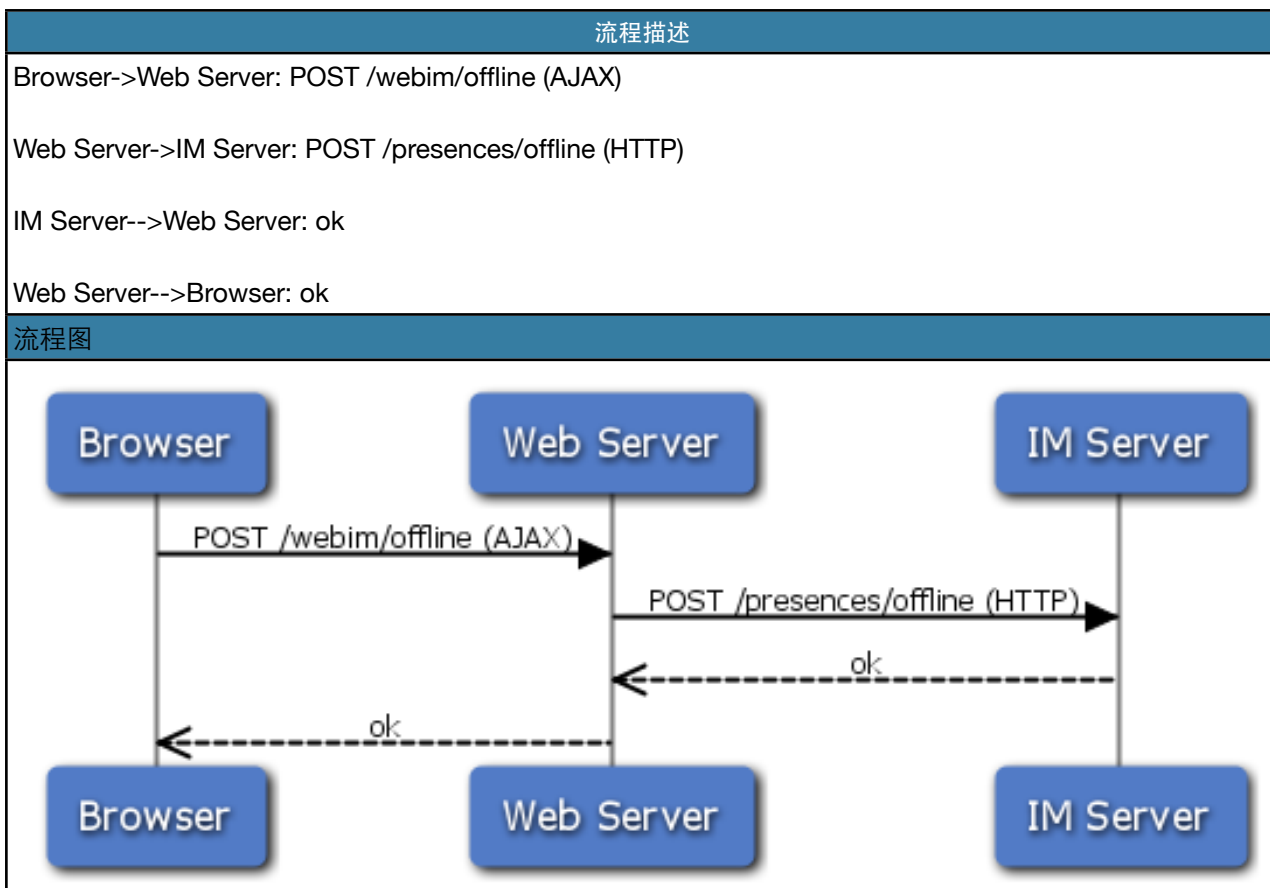 流程描述
Browser->Web Server: POST /webim/offline (AJAX)
Web Server->IM Server: POST /presences/offline (HTTP)
IM Server-->Web Server: ok
Web Server-->Browser: ok
流程图
Browser
Web Server
IM Server
POST /webim/offline (AJAX)
POST /presences/offline (HTTP)
ok
ok
Browser
Web Server
IM Server